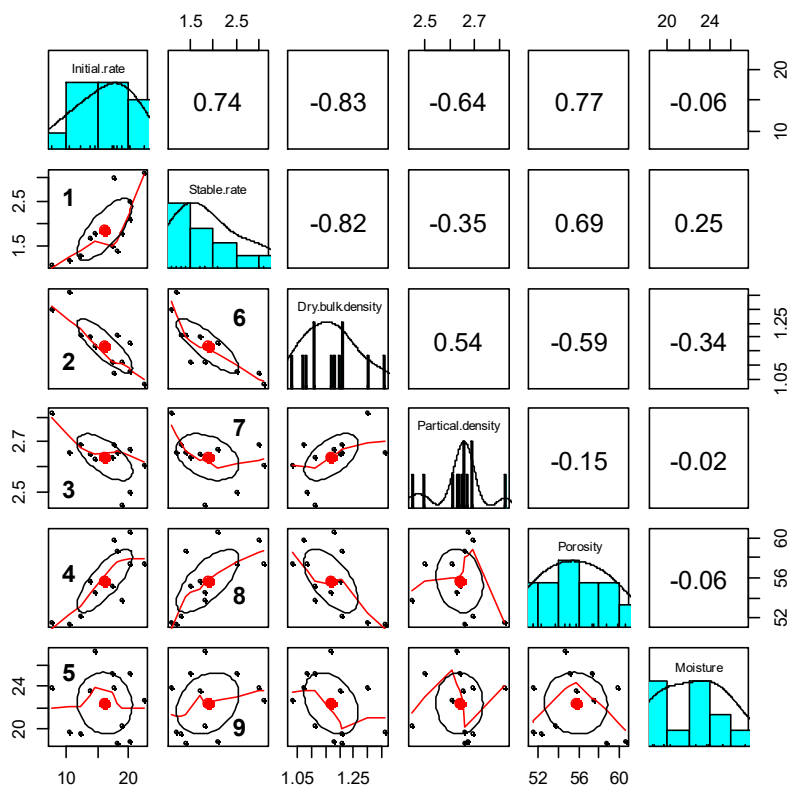 1.5 2.5 2.5 2.7 20 24
Initial.rate 0.74 -0.83 -0.64 0.77 -0.06 10 20
1.5 2.5 1 Stable.rate -0.82 -0.35 0.69 0.25
2 6 Dry.bulk.density 0.54 -0.59 -0.34 1.05 1.25
2.5 2.7 3 7 Partical.density -0.15 -0.02
4 8 Porosity -0.06 52 56 60
20 24 5 9 Moisture
10 20 1.05 1.25 52 56 60